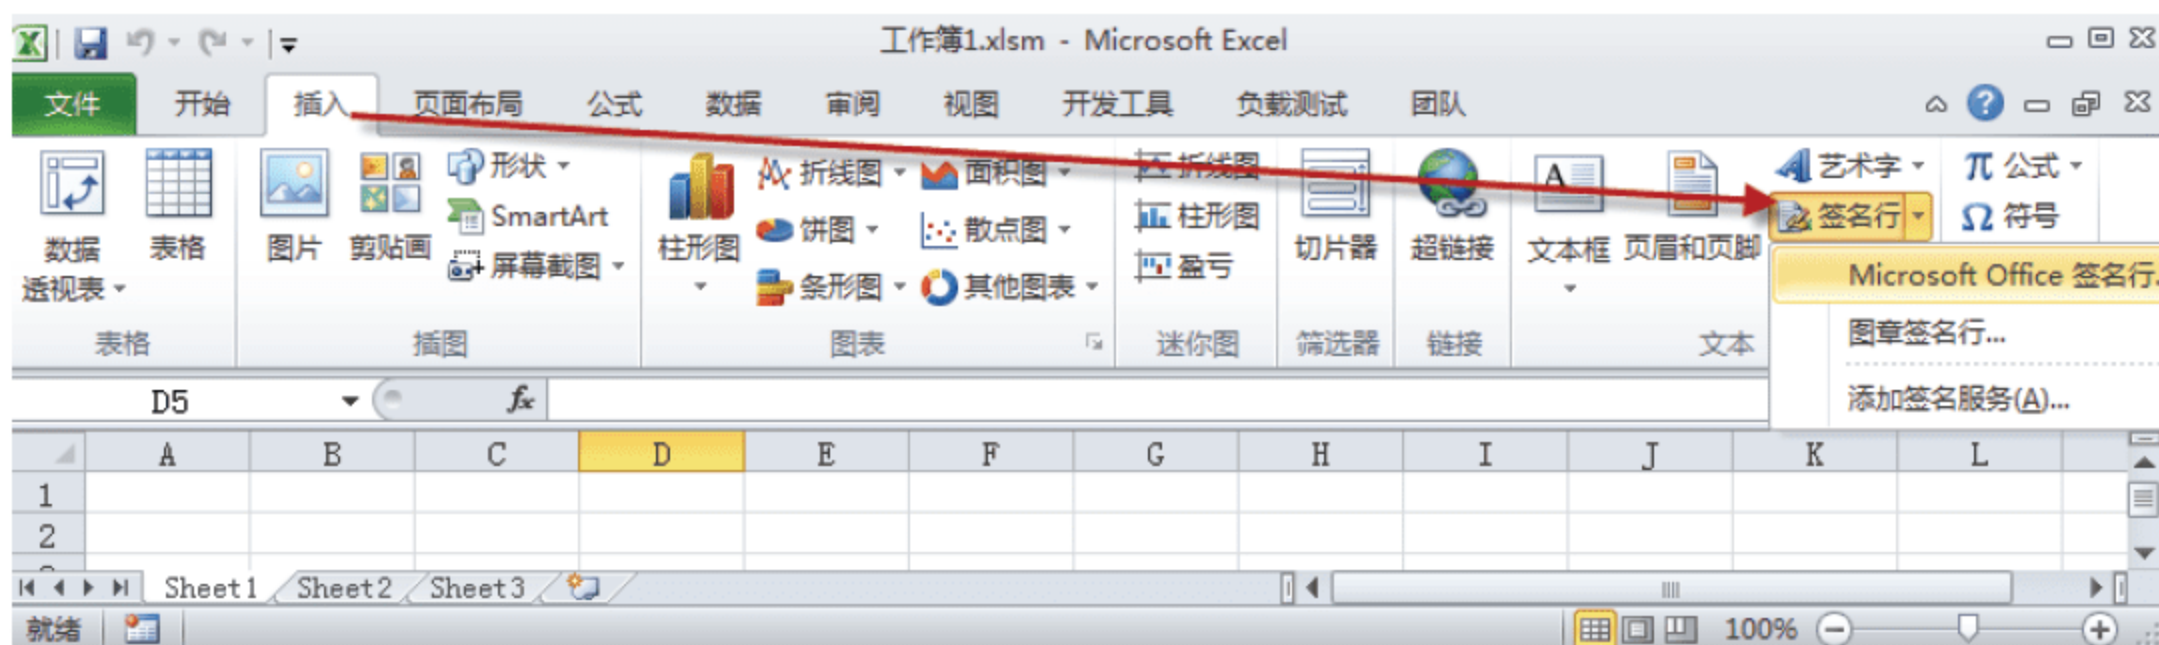 工作簿1.xlsm - Microsoft Excel
文件 开始 插入 页面布局 公式 数据 审阅 视图 开发工具 负载测试 团队
数据
透视表
表格
图片
剪贴画
形状
SmartArt
屏幕截图
柱形图
折线图
饼图
条形图
面积图
散点图
其他图表
折线图
柱形图
盈亏
切片器
超链接
文本框
页眉和页脚
艺术字
签名行
π 公式
Ω 符号
表格 插图 图表 迷你图 筛选器 链接 文本
Microsoft Office 签名行...
图章签名行...
添加签名服务(A)...
D5 fx
A B C D E F G H I J K L
1
2
Sheet1 Sheet2 Sheet3
就绪 100%